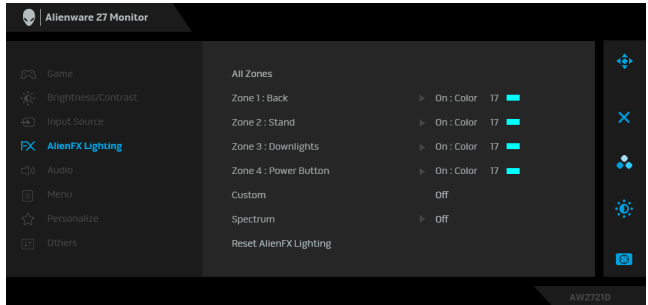 Alienware 27 Monitor
Game
Brightness/Contrast
Input Source
FX AlienFX Lighting
Audio
Menu
Personalize
Others
All Zones
Zone 1 : Back On : Color 17
Zone 2 : Stand On : Color 17
Zone 3 : Downlights On : Color 17
Zone 4 : Power Button On : Color 17
Custom Off
Spectrum Off
Reset AlienFX Lighting
AW2721D